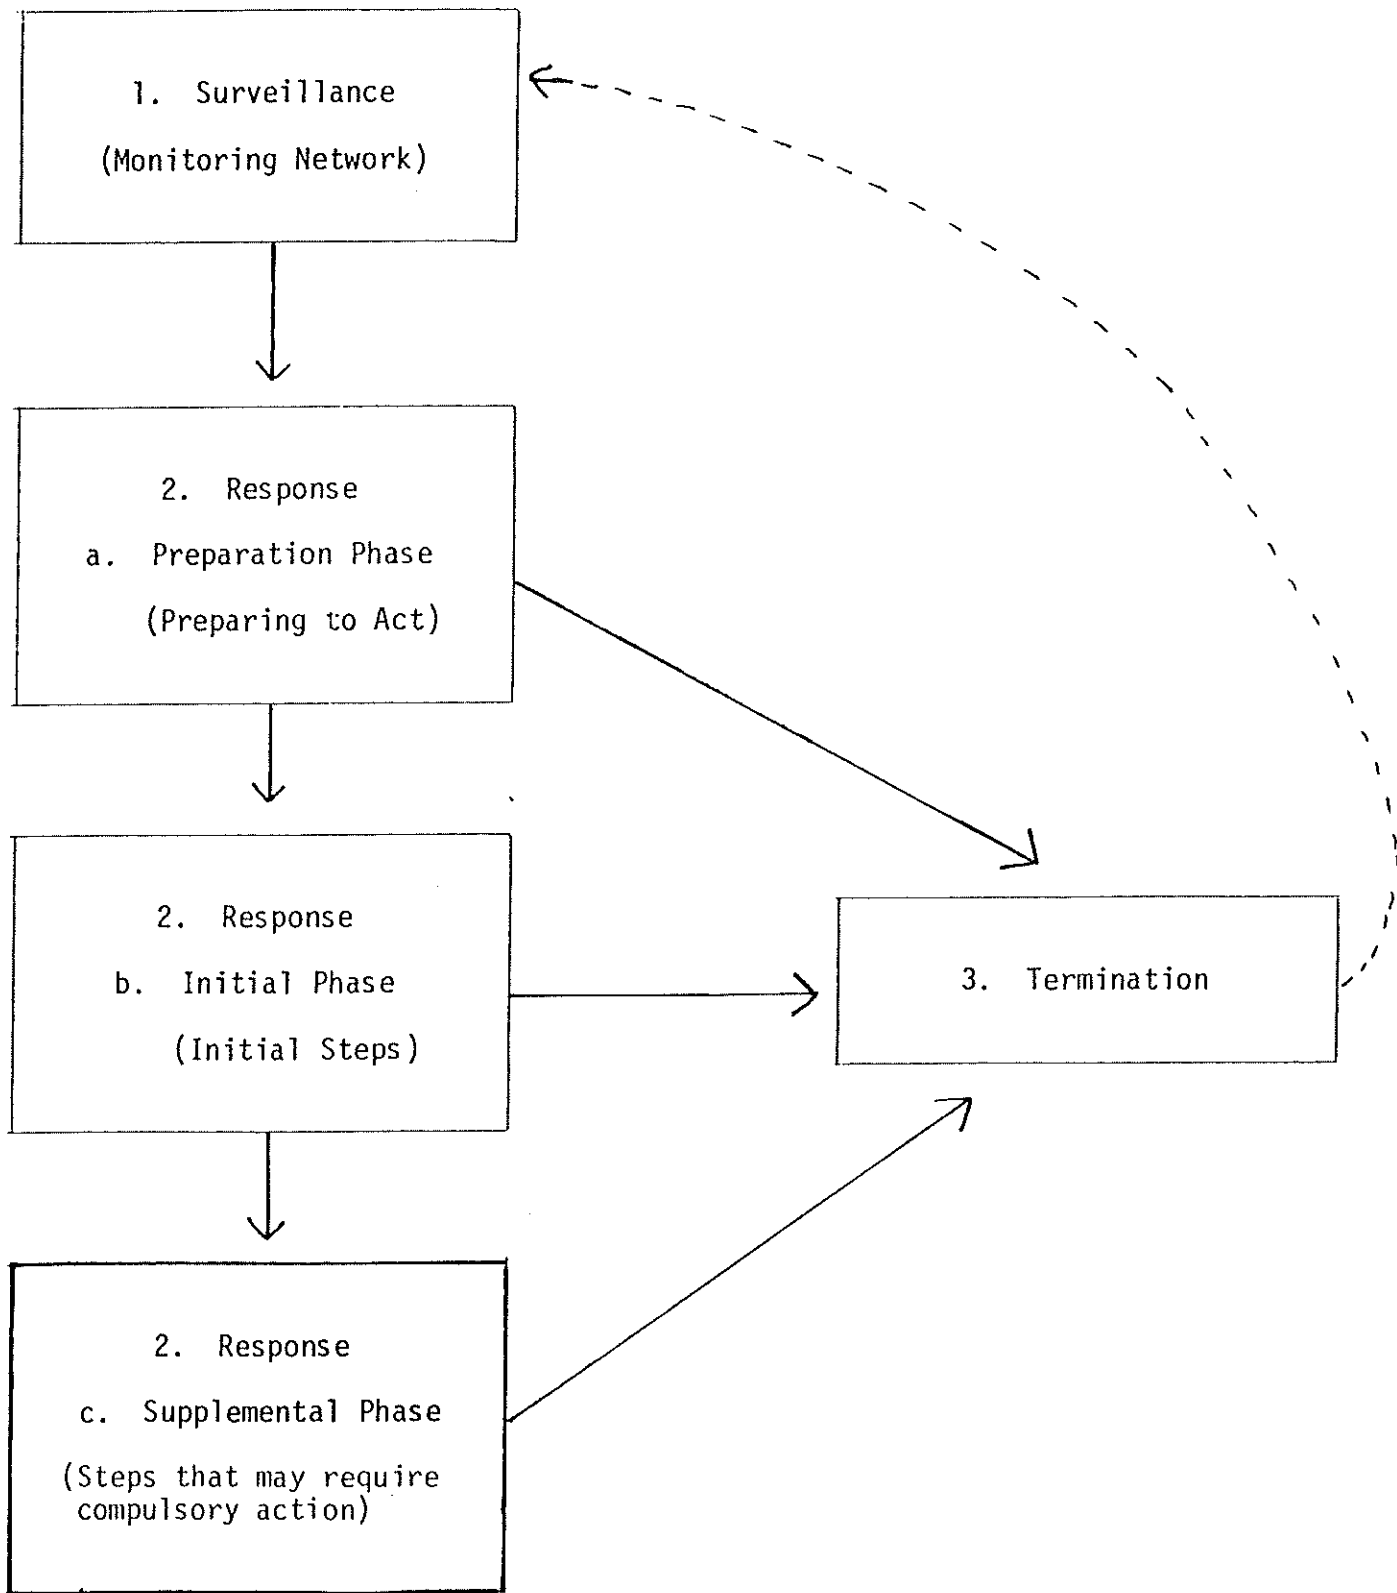 1. Surveillance
(Monitoring Network)
2. Response
a. Preparation Phase
(Preparing to Act)
2. Response
b. Initial Phase
(Initial Steps)
3. Termination
2. Response
c. Supplemental Phase
(Steps that may require
compulsory action)